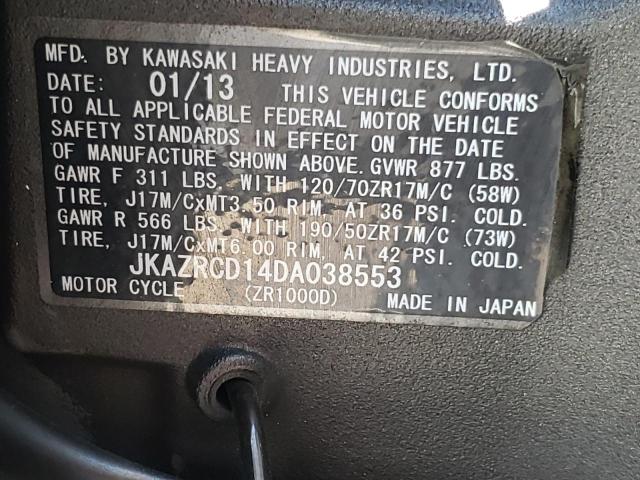 MFD. BY KAWASAKI HEAVY INDUSTRIES, LTD.
DATE: 01/13 THIS VEHICLE CONFORMS
TO ALL APPLICABLE FEDERAL MOTOR VEHICLE
SAFETY STANDARDS IN EFFECT ON THE DATE
OF MANUFACTURE SHOWN ABOVE. GVWR 877 LBS.
GAWR F 311 LBS. WITH 120/70ZR17M/C (58W)
TIRE, J17M/CxMT3.50 RIM, AT 36 PSI. COLD.
GAWR R 566 LBS. WITH 190/50ZR17M/C (73W)
TIRE, J17M/CxMT6.00 RIM, AT 42 PSI. COLD.
JKAZRCD14DA038553
MOTOR CYCLE (ZR1000D) MADE IN JAPAN